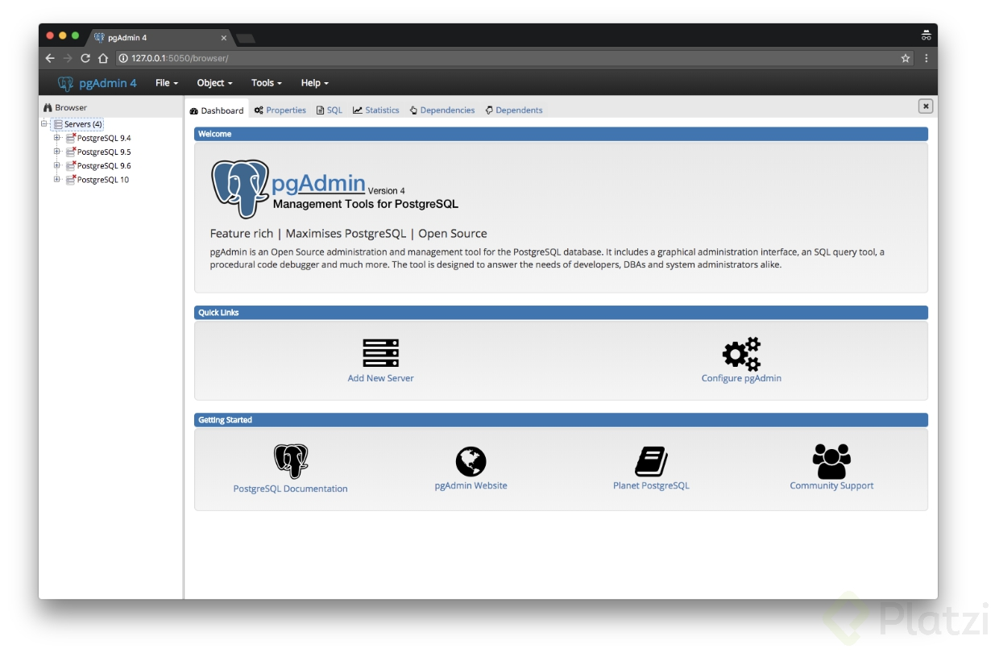 pgAdmin 4
127.0.0.1:5050/browser/
pgAdmin 4 File Object Tools Help
Browser
Servers (4)
PostgreSQL 9.4
PostgreSQL 9.5
PostgreSQL 9.6
PostgreSQL 10
Dashboard Properties SQL Statistics Dependencies Dependents
Welcome
pgAdmin Version 4
Management Tools for PostgreSQL
Feature rich | Maximises PostgreSQL | Open Source
pgAdmin is an Open Source administration and management tool for the PostgreSQL database. It includes a graphical administration interface, an SQL query tool, a
procedural code debugger and much more. The tool is designed to answer the needs of developers, DBAs and system administrators alike.
Quick Links
Add New Server Configure pgAdmin
Getting Started
PostgreSQL Documentation pgAdmin Website Planet PostgreSQL Community Support
Platzi